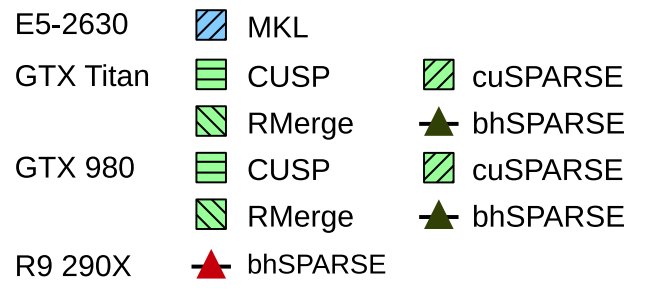 E5-2630 MKL
GTX Titan CUSP cuSPARSE
RMerge bhSPARSE
GTX 980 CUSP cuSPARSE
RMerge bhSPARSE
R9 290X bhSPARSE